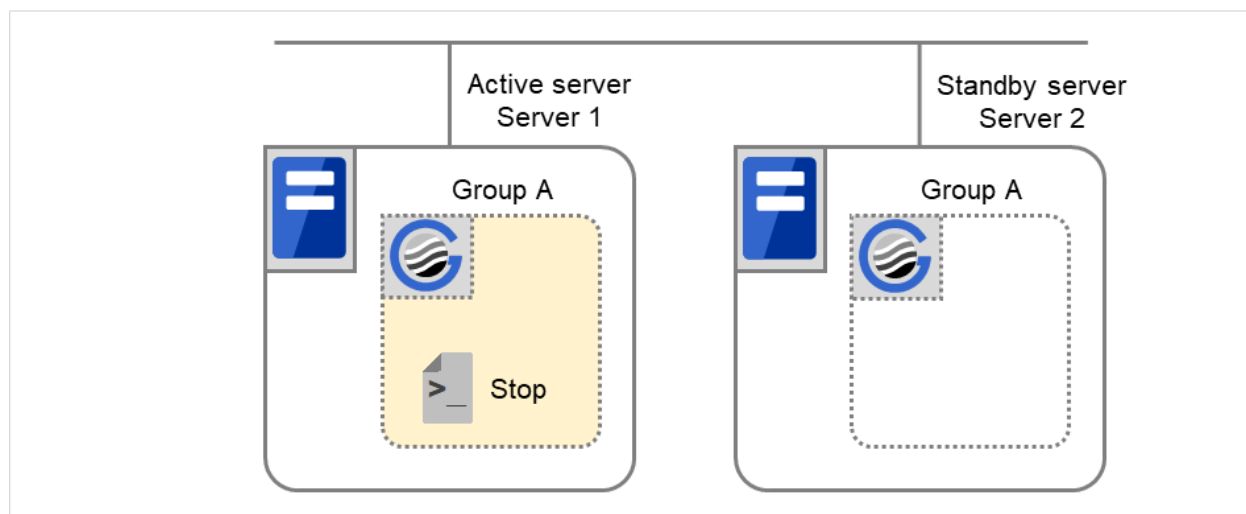 Active server
Server 1
Standby server
Server 2
Group A
Group A
>_ Stop